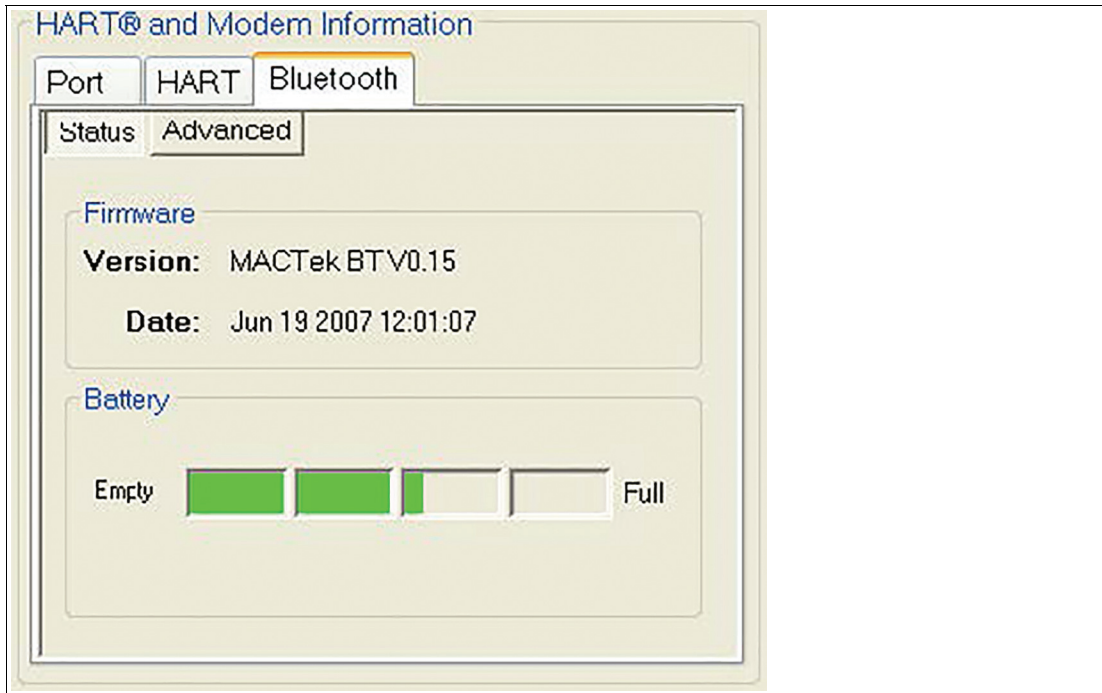 HART® and Modem Information
Port HART Bluetooth
Status Advanced
Firmware
Version: MACTek BT V0.15
Date: Jun 19 2007 12:01:07
Battery
Empty Full